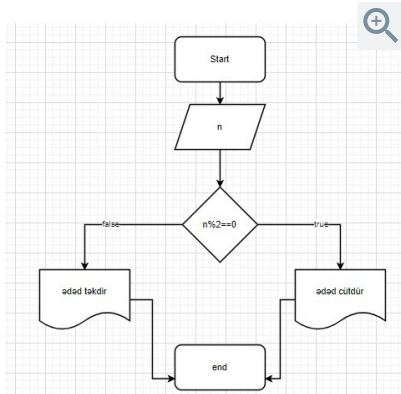 Start
n
n%2==0
false
true
ədəd təkdir
ədəd cütdür
end